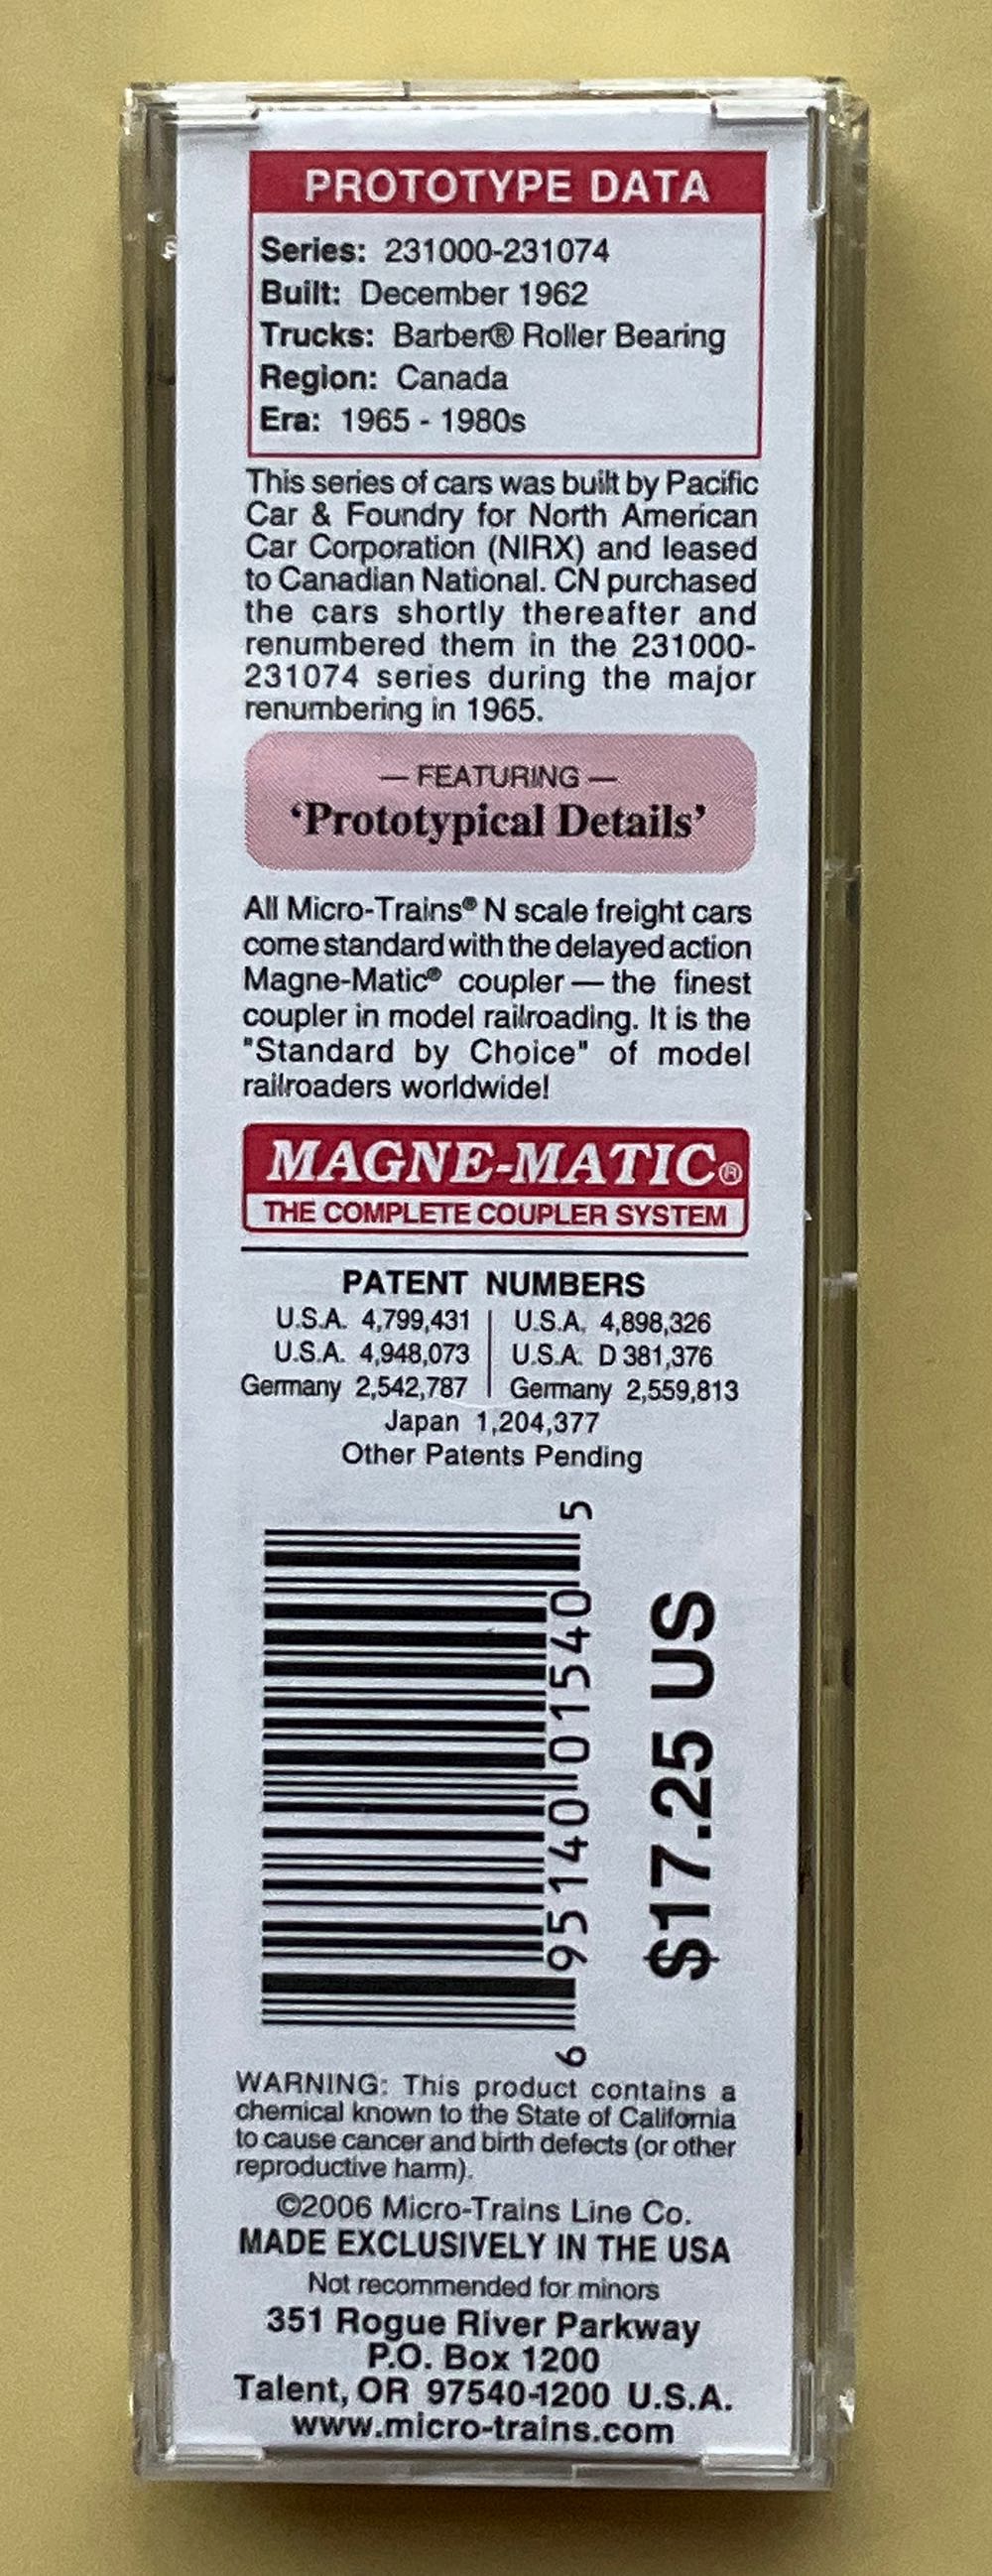 PROTOTYPE DATA
Series: 231000-231074
Built: December 1962
Trucks: Barber® Roller Bearing
Region: Canada
Era: 1965 - 1980s
This series of cars was built by Pacific
Car & Foundry for North American
Car Corporation (NIRX) and leased
to Canadian National. CN purchased
the cars shortly thereafter and
renumbered them in the 231000-
231074 series during the major
renumbering in 1965.
— FEATURING —
‘Prototypical Details’
All Micro-Trains® N scale freight cars
come standard with the delayed action
Magne-Matic® coupler — the finest
coupler in model railroading. It is the
"Standard by Choice" of model
railroaders worldwide!
MAGNE-MATIC®
THE COMPLETE COUPLER SYSTEM
PATENT NUMBERS
U.S.A. 4,799,431 | U.S.A. 4,898,326
U.S.A. 4,948,073 | U.S.A. D 381,376
Germany 2,542,787 | Germany 2,559,813
Japan 1,204,377
Other Patents Pending
6 95140 01540 5
$17.25 US
WARNING: This product contains a
chemical known to the State of California
to cause cancer and birth defects (or other
reproductive harm).
©2006 Micro-Trains Line Co.
MADE EXCLUSIVELY IN THE USA
Not recommended for minors
351 Rogue River Parkway
P.O. Box 1200
Talent, OR 97540-1200 U.S.A.
www.micro-trains.com